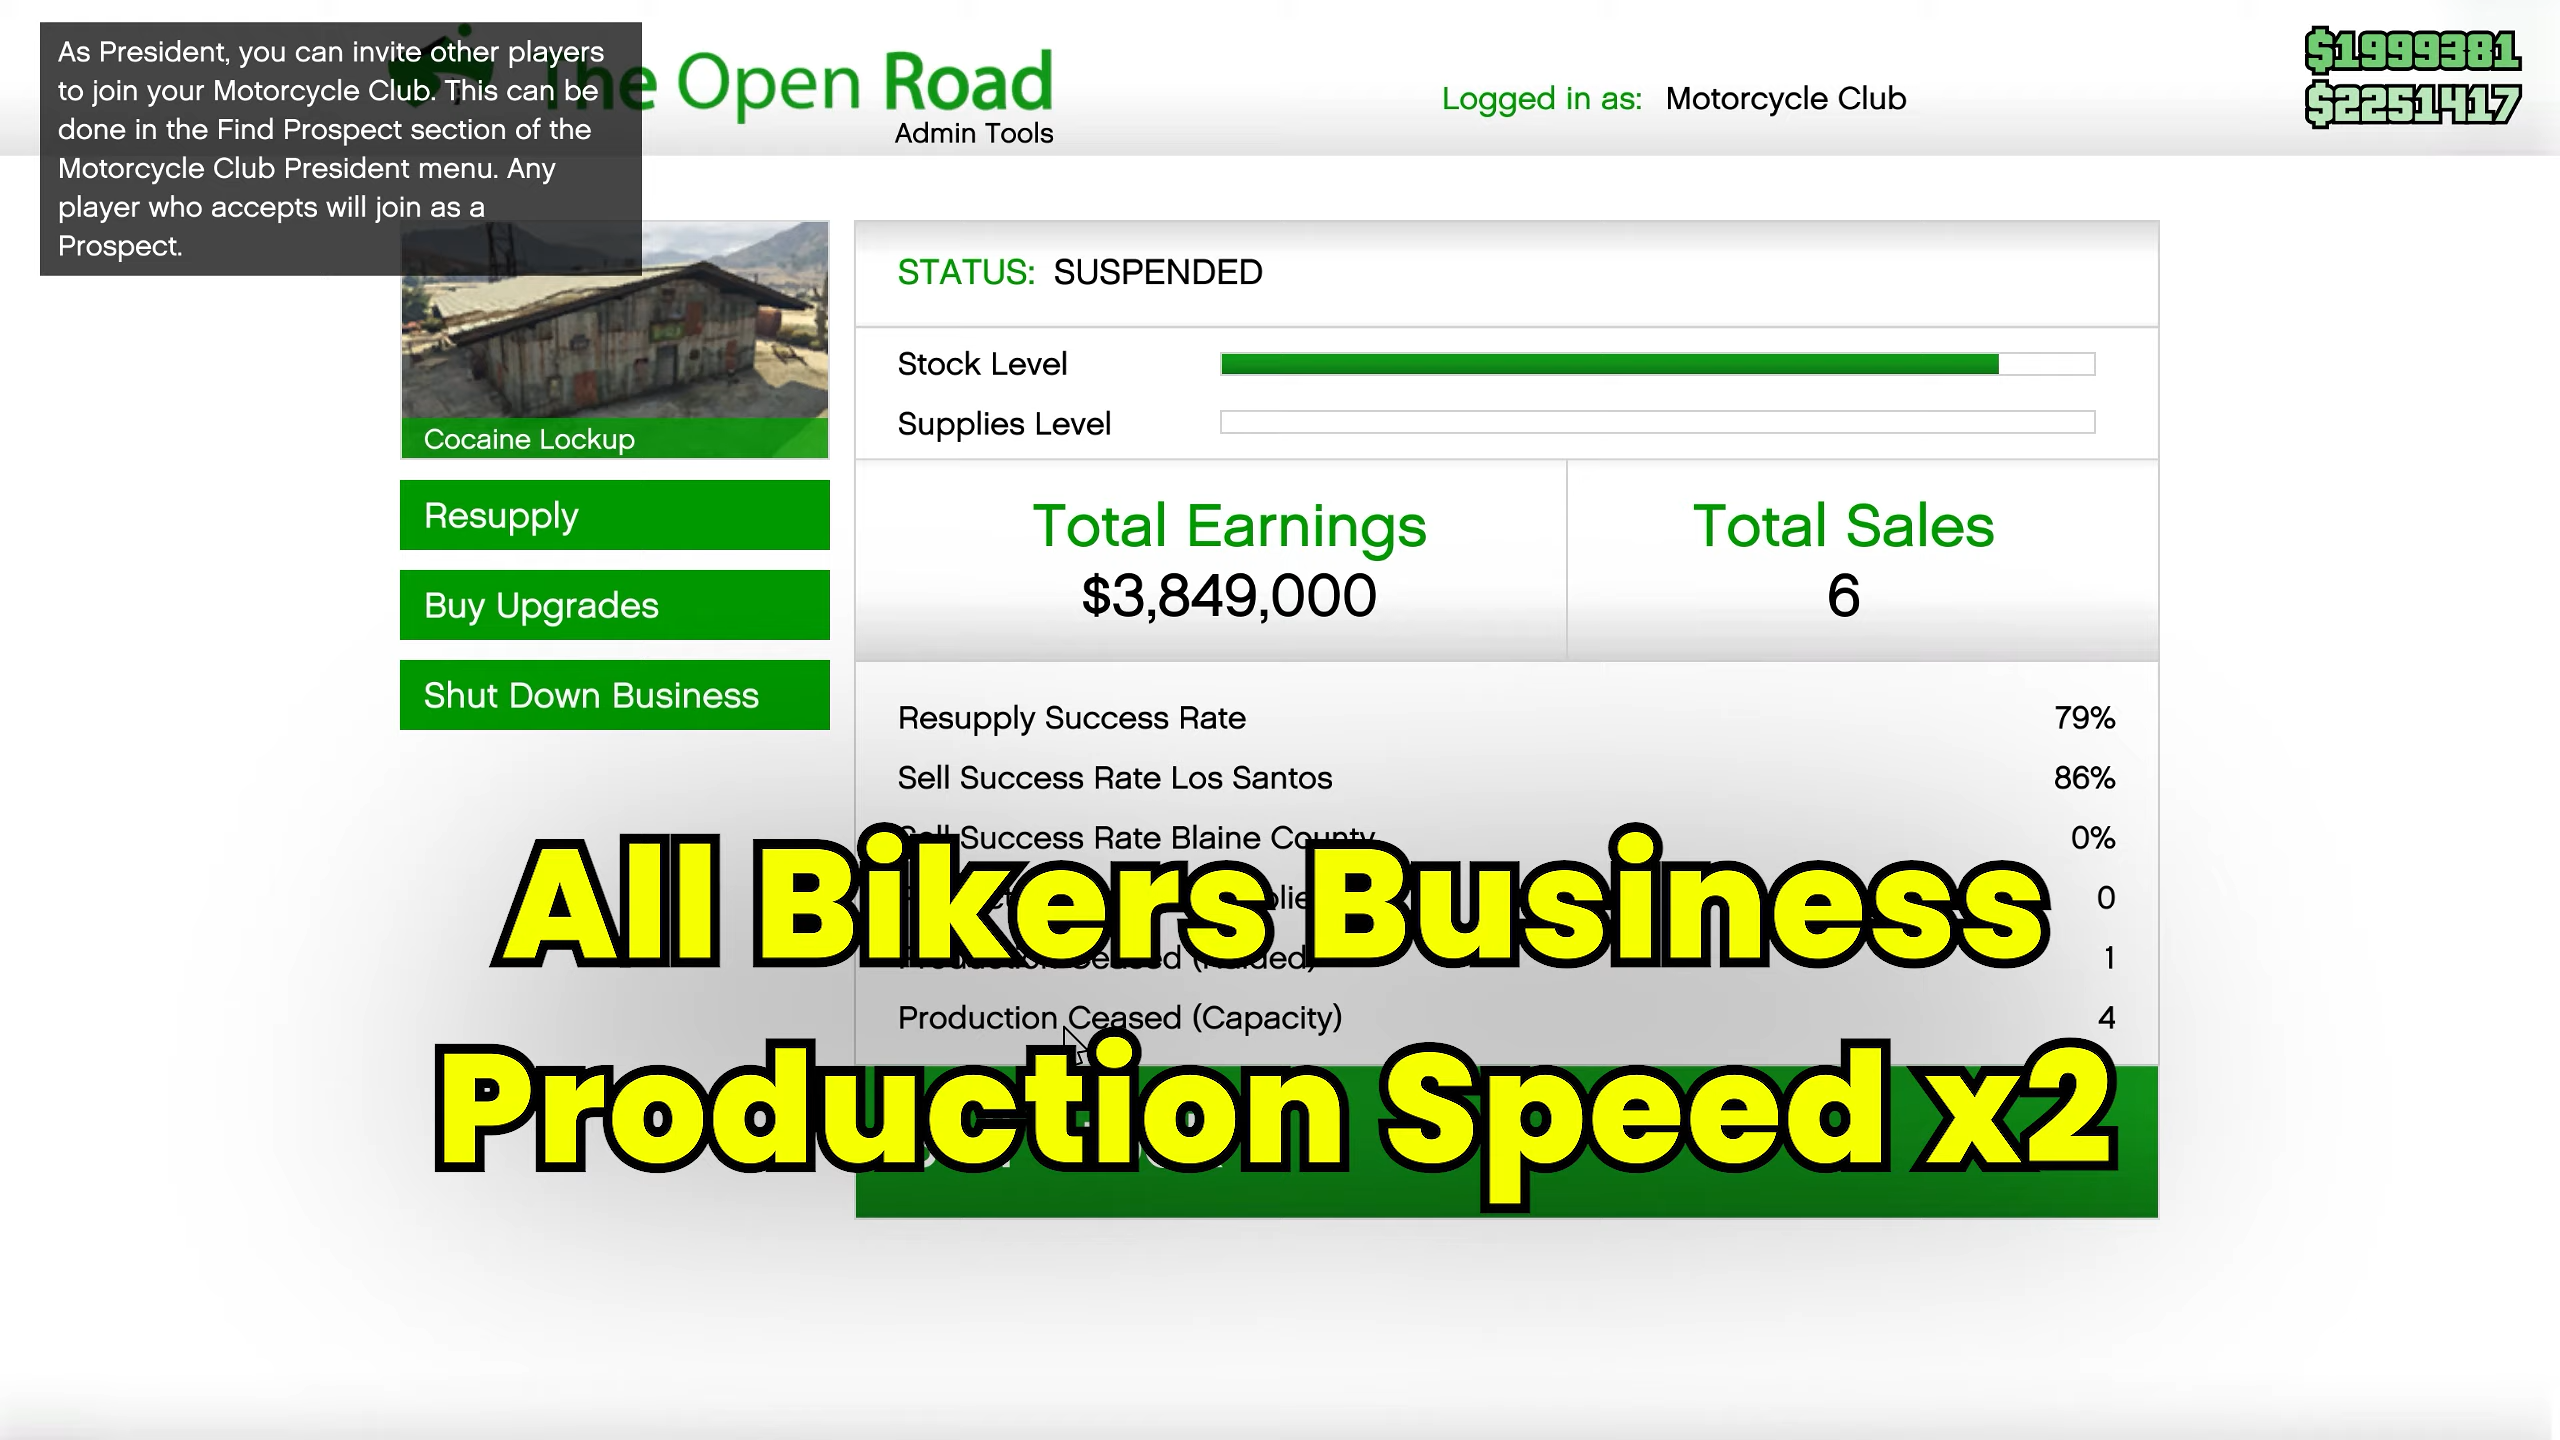 As President, you can invite other players
to join your Motorcycle Club. This can be
done in the Find Prospect section of the
Motorcycle Club President menu. Any
player who accepts will join as a
Prospect.
The Open Road
Admin Tools
Logged in as: Motorcycle Club
$1999381
$2251417
Cocaine Lockup
Resupply
Buy Upgrades
Shut Down Business
STATUS: SUSPENDED
Stock Level
Supplies Level
Total Earnings
$3,849,000
Total Sales
6
Resupply Success Rate 79%
Sell Success Rate Los Santos 86%
Sell Success Rate Blaine County 0%
0
Production Ceased (Raided) 1
Production Ceased (Capacity) 4
All Bikers Business
Production Speed x2